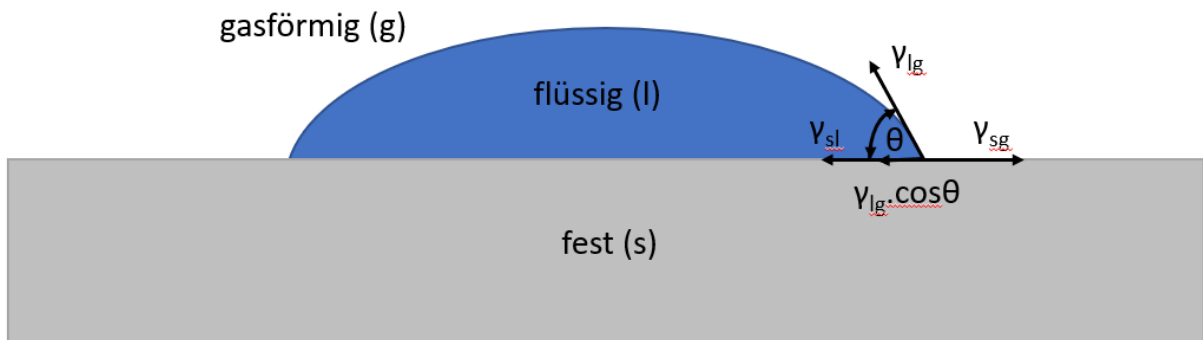 gasförmig (g)
γlg
flüssig (l)
γsl
θ
γsg
γlg.cosθ
fest (s)